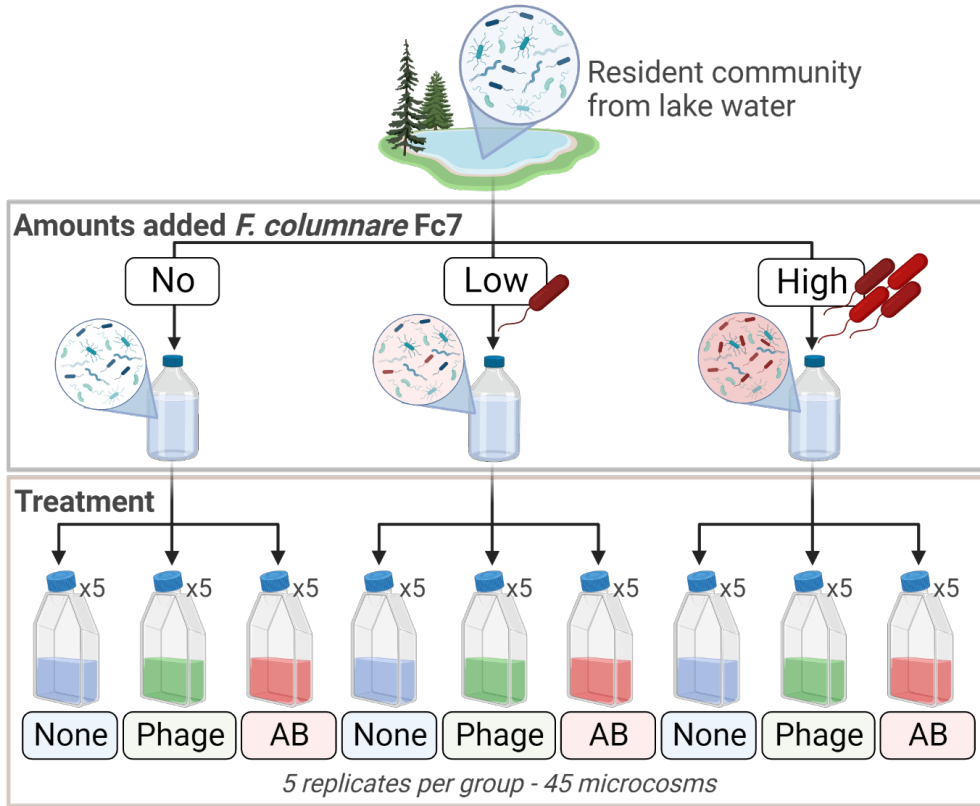 Resident community
from lake water
Amounts added F. columnare Fc7
No
Low
High
Treatment
x5
x5
x5
x5
x5
x5
x5
x5
x5
None
Phage
AB
None
Phage
AB
None
Phage
AB
5 replicates per group - 45 microcosms